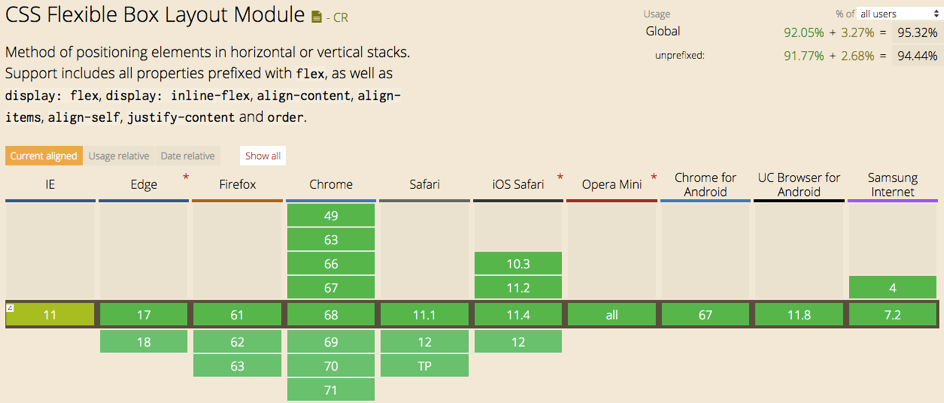 CSS Flexible Box Layout Module - CR
Usage % of all users
Global 92.05% + 3.27% = 95.32%
unprefixed: 91.77% + 2.68% = 94.44%
Method of positioning elements in horizontal or vertical stacks.
Support includes all properties prefixed with flex, as well as
display: flex, display: inline-flex, align-content, align-
items, align-self, justify-content and order.
Current aligned Usage relative Date relative Show all
IE Edge * Firefox Chrome Safari iOS Safari * Opera Mini * Chrome for Android UC Browser for Android Samsung Internet
49
63
66 10.3
67 11.2 4
4 11 17 61 68 11.1 11.4 all 67 11.8 7.2
18 62 69 12 12
63 70 TP
71